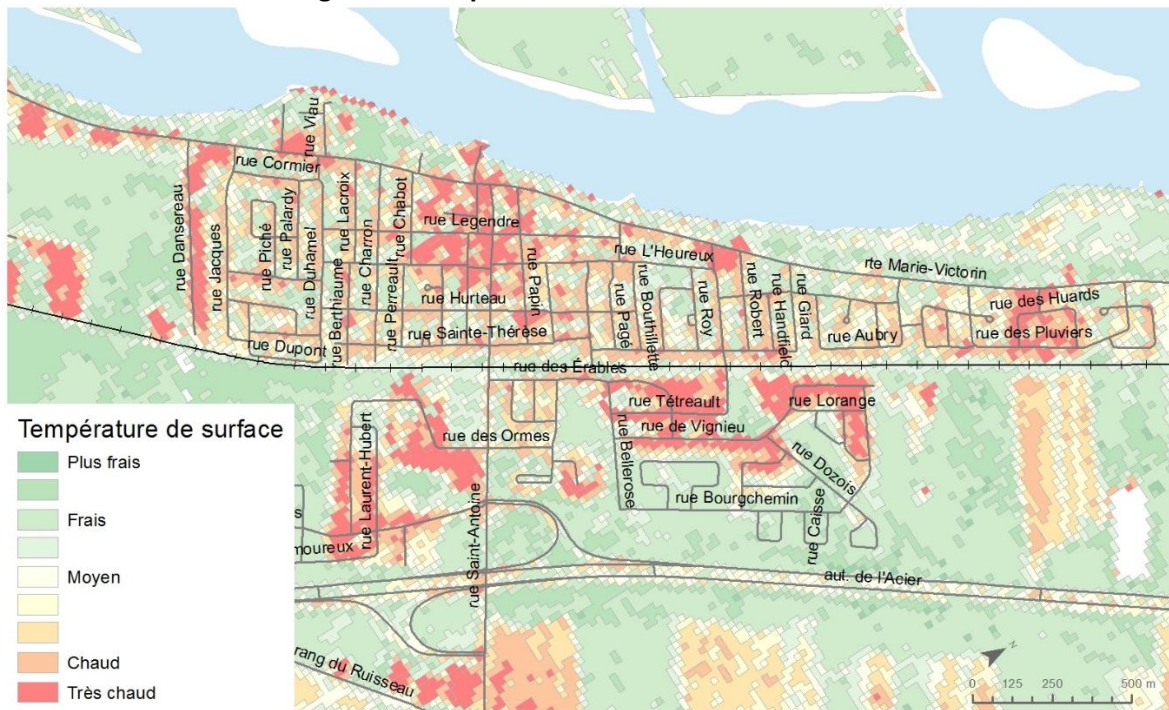 rue Viau
rue Cormier
rue Dansereau
rue Jacques
rue Piché
rue Palardy
rue Duhamel
rue Berthiaume
rue Lacroix
rue Charron
rue Perreault
rue Chabot
rue Legendre
rue L'Heureux
rte Marie-Victorin
rue Hurteau
rue Papin
rue Pagé
rue Bouthillette
rue Roy
rue Robert
rue Handfield
rue Giard
rue Aubry
rue des Huards
rue des Pluviers
rue Sainte-Thérèse
rue Dupont
rue des Érables
rue Tétreault
rue Lorange
rue de Vignieu
rue des Ormes
rue Laurent-Hubert
rue Bellerose
rue Dozois
rue Bourgchemin
rue Caisse
rue Saint-Antoine
moureux
aut. de l'Acier
rang du Ruisseau
Température de surface
Plus frais
Frais
Moyen
Chaud
Très chaud
N
0 125 250 500 m